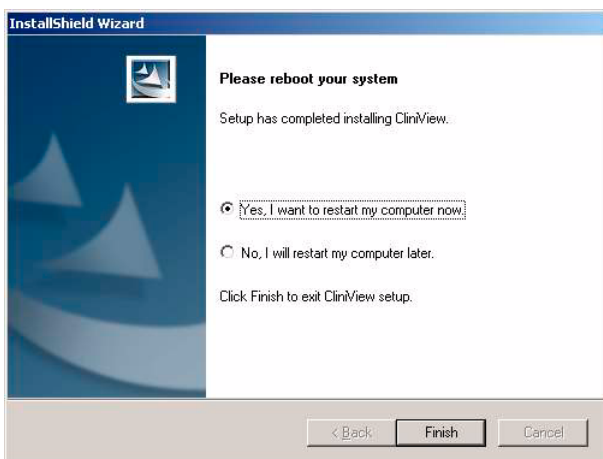 InstallShield Wizard
Please reboot your system
Setup has completed installing CliniView.
Yes, I want to restart my computer now.
No, I will restart my computer later.
Click Finish to exit CliniView setup.
< Back Finish Cancel